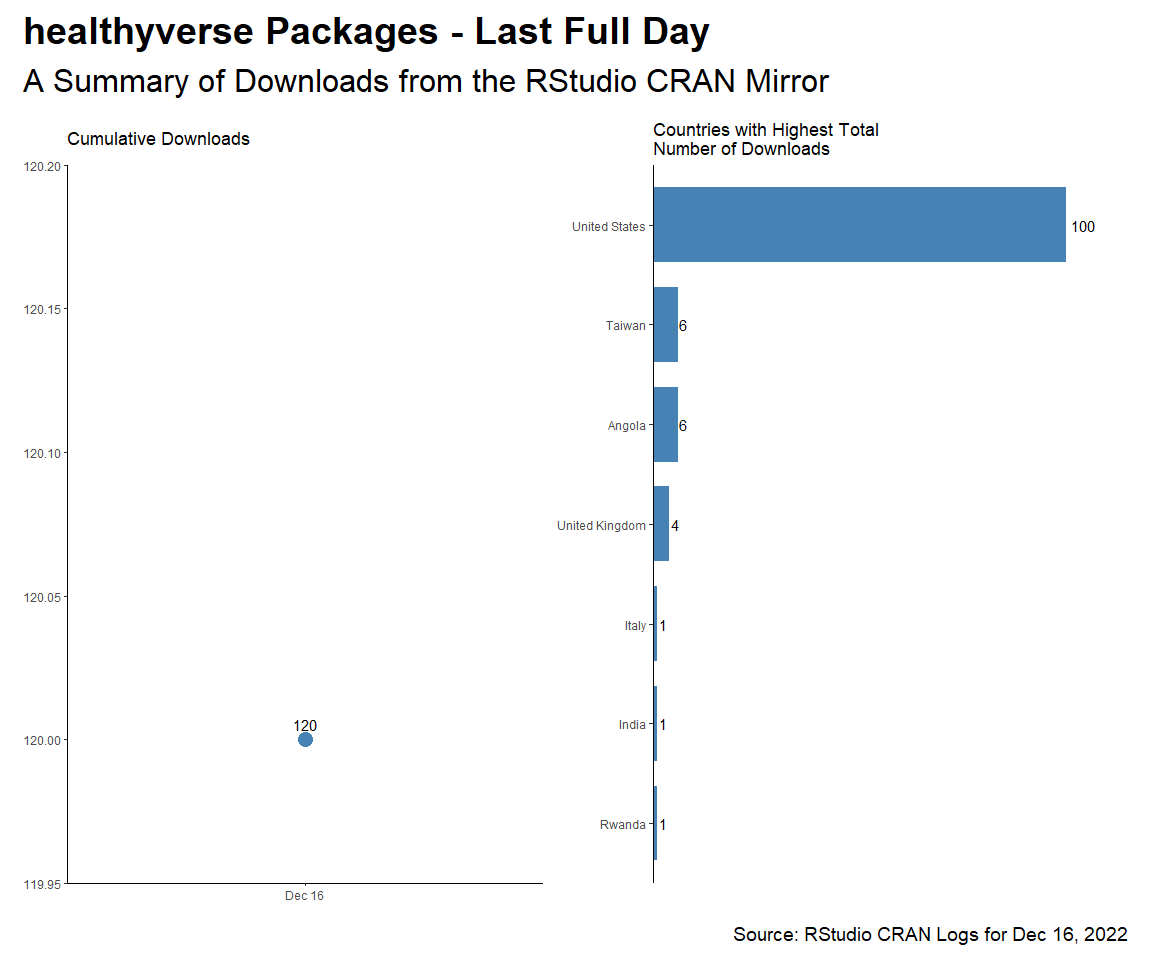 healthyverse Packages - Last Full Day
A Summary of Downloads from the RStudio CRAN Mirror
Cumulative Downloads
120.20
120.15
120.10
120.05
120.00
119.95
120
Dec 16
Countries with Highest Total
Number of Downloads
United States 100
Taiwan 6
Angola 6
United Kingdom 4
Italy 1
India 1
Rwanda 1
Source: RStudio CRAN Logs for Dec 16, 2022